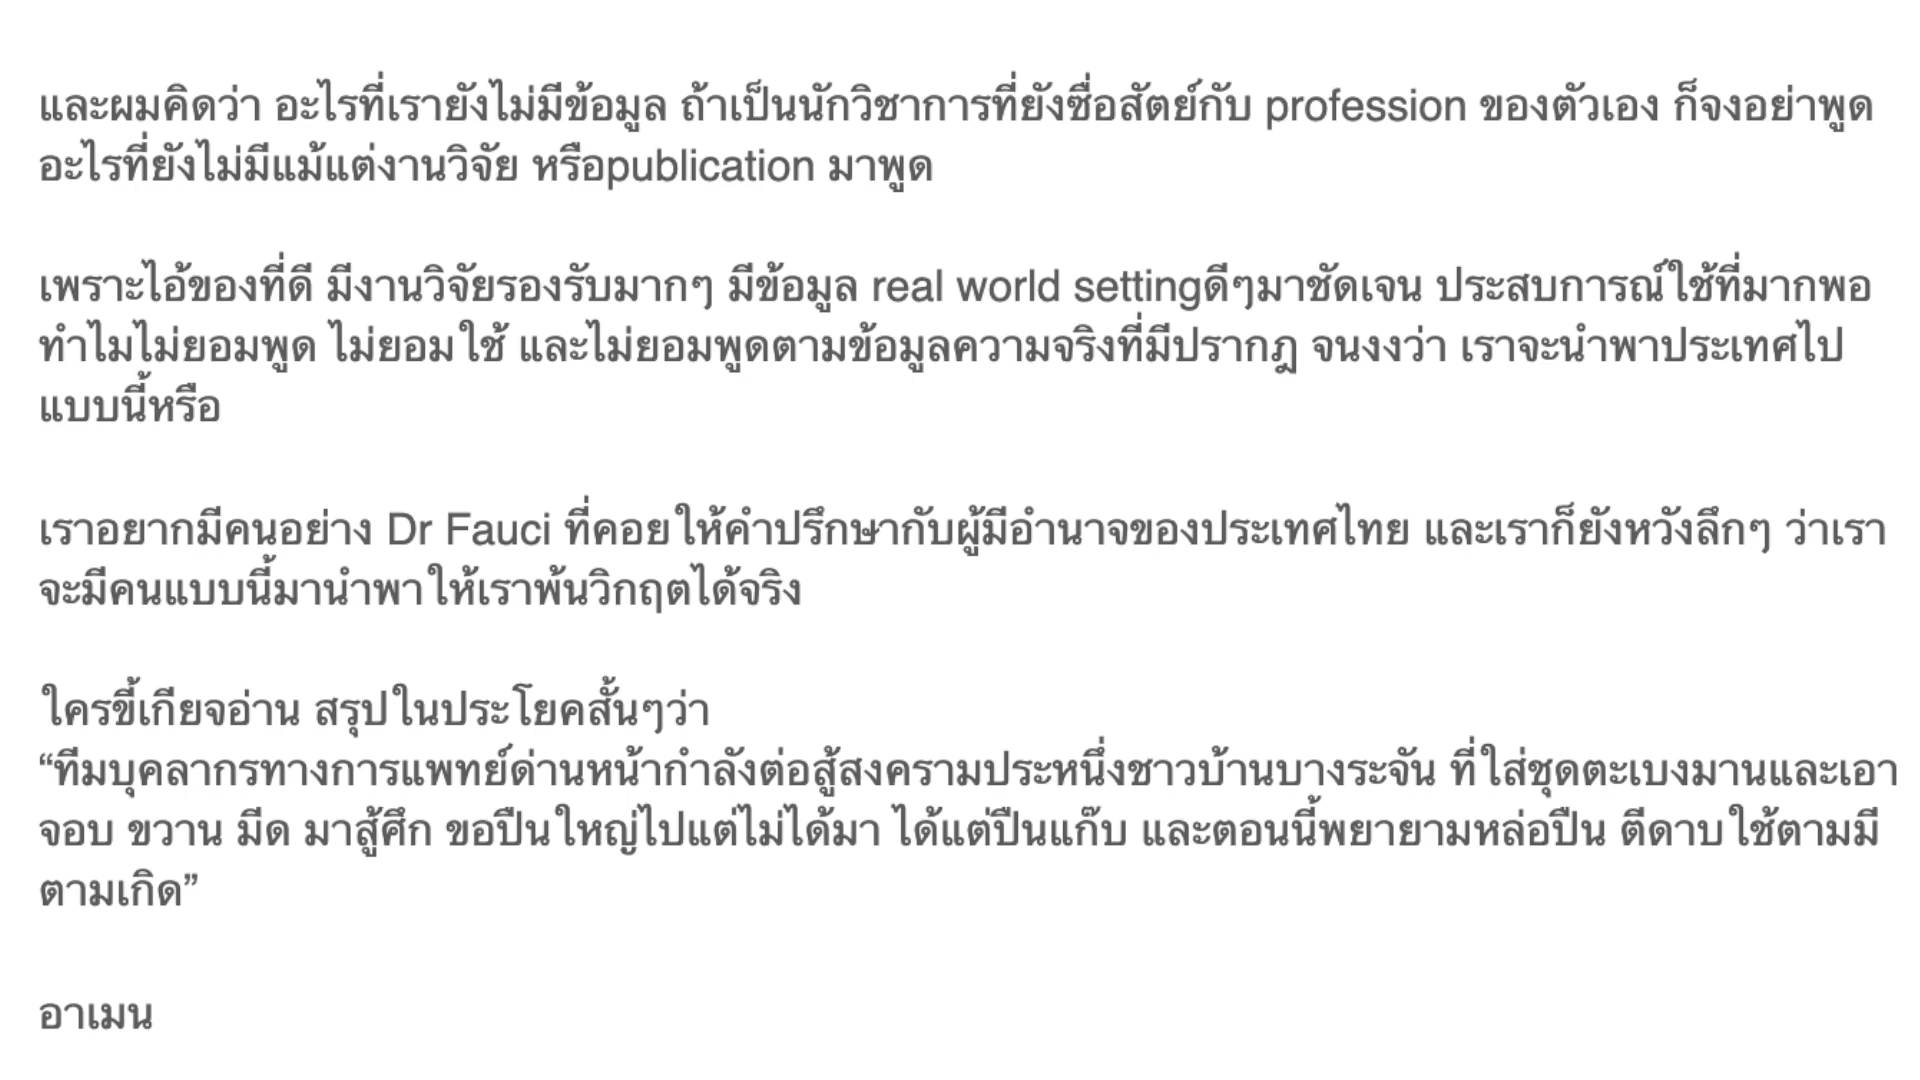 และผมคิดว่า อะไรที่เรายังไม่มีข้อมูล ถ้าเป็นนักวิชาการที่ยังซื่อสัตย์กับ profession ของตัวเอง ก็จงอย่าพูด
อะไรที่ยังไม่มีแม้แต่งานวิจัย หรือpublication มาพูด
เพราะไอ้ของที่ดี มีงานวิจัยรองรับมากๆ มีข้อมูล real world settingดีๆมาชัดเจน ประสบการณ์ใช้ที่มากพอ
ทำไมไม่ยอมพูด ไม่ยอมใช้ และไม่ยอมพูดตามข้อมูลความจริงที่มีปรากฎ จนงงว่า เราจะนำพาประเทศไป
แบบนี้หรือ
เราอยากมีคนอย่าง Dr Fauci ที่คอยให้คำปรึกษากับผู้มีอำนาจของประเทศไทย และเราก็ยังหวังลึกๆ ว่าเรา
จะมีคนแบบนี้มานำพาให้เราพ้นวิกฤตได้จริง
ใครขี้เกียจอ่าน สรุปในประโยคสั้นๆว่า
“ทีมบุคลากรทางการแพทย์ด่านหน้ากำลังต่อสู้สงครามประหนึ่งชาวบ้านบางระจัน ที่ใส่ชุดตะเบงมานและเอา
จอบ ขวาน มีด มาสู้ศึก ขอปืนใหญ่ไปแต่ไม่ได้มา ได้แต่ปืนแก๊บ และตอนนี้พยายามหล่อปืน ตีดาบใช้ตามมี
ตามเกิด”
อาเมน